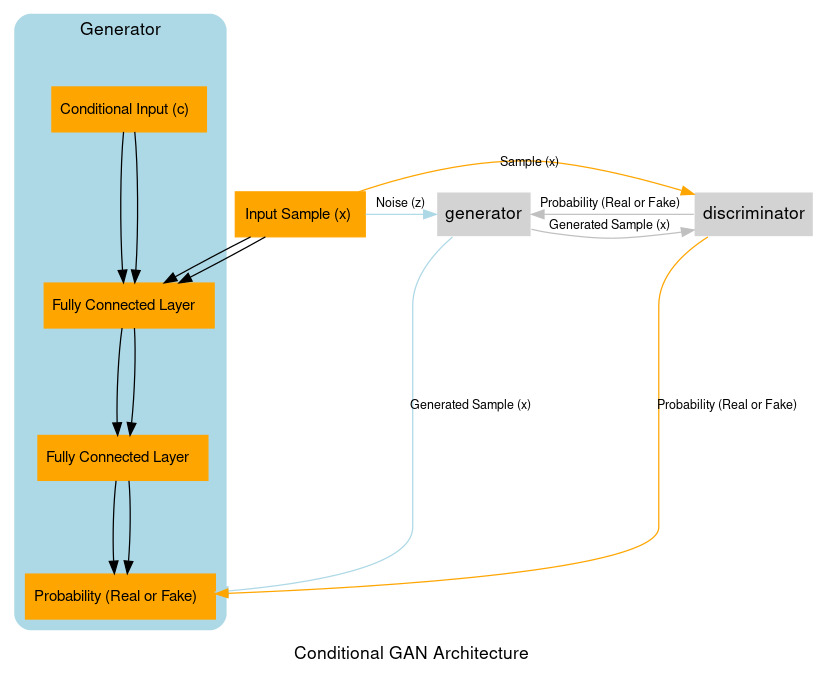 Generator
Conditional Input (c)
Sample (x)
Input Sample (x)
Noise (z)
generator
Probability (Real or Fake)
Generated Sample (x)
discriminator
Fully Connected Layer
Generated Sample (x)
Probability (Real or Fake)
Fully Connected Layer
Probability (Real or Fake)
Conditional GAN Architecture